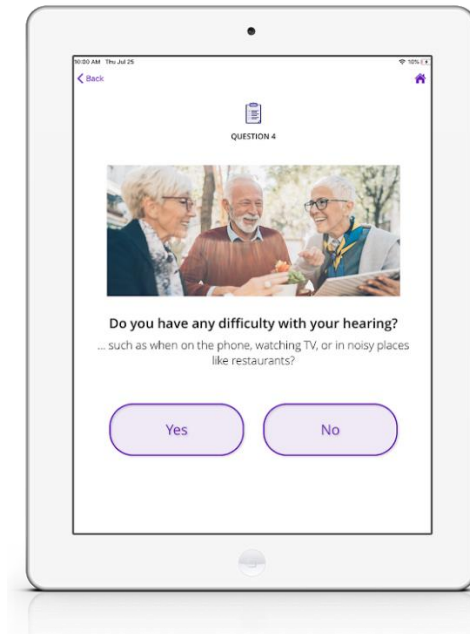 10:00 AM Thu Jul 25
10%
Back
QUESTION 4
Do you have any difficulty with your hearing?
... such as when on the phone, watching TV, or in noisy places
like restaurants?
Yes
No